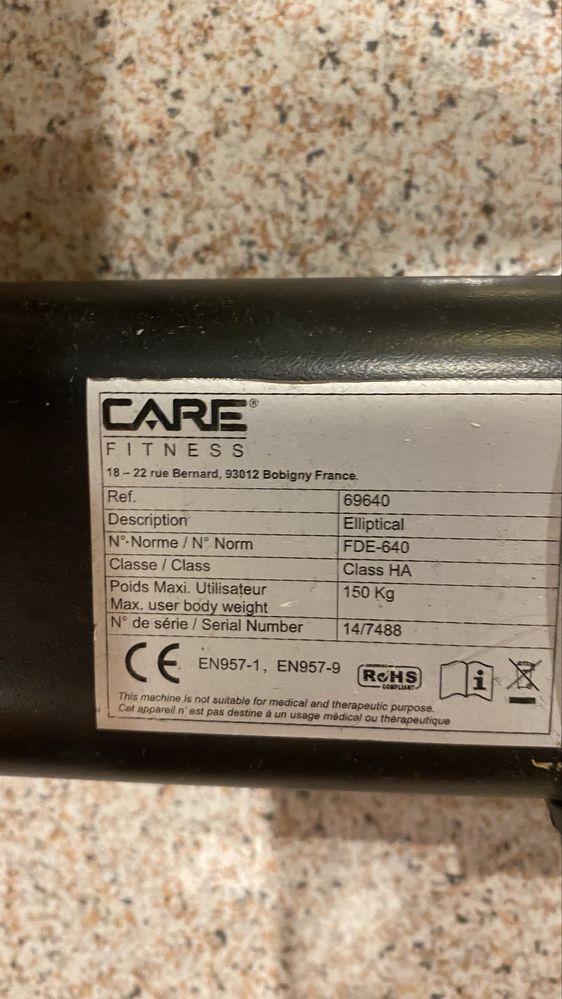 CARE®
FITNESS
18 – 22 rue Bernard, 93012 Bobigny France.
Ref. 69640
Description Elliptical
N°·Norme / N° Norm FDE-640
Classe / Class Class HA
Poids Maxi. Utilisateur 150 Kg
Max. user body weight
N° de série / Serial Number 14/7488
CE EN957-1, EN957-9 RoHS
COMPLIANT
This machine is not suitable for medical and therapeutic purpose.
Cet appareil n' est pas destine à un usage médical ou thérapeutique